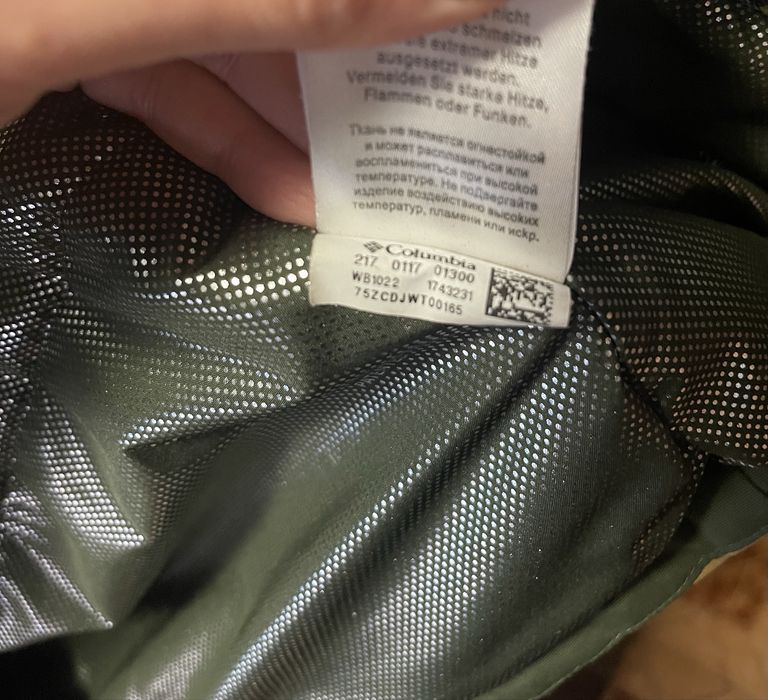 nicht
schmelzen
extremer Hitze
ausgesetzt werden.
Vermeiden Sie starke Hitze,
Flammen oder Funken.
Ткань не является огнестойкой
и может расплавиться или
воспламениться при высокой
температуре. Не подвергайте
изделие воздействию высоких
температур, пламени или искр.
Columbia
217 0117 01300
WB1022 1743231
75ZCDJWT00165